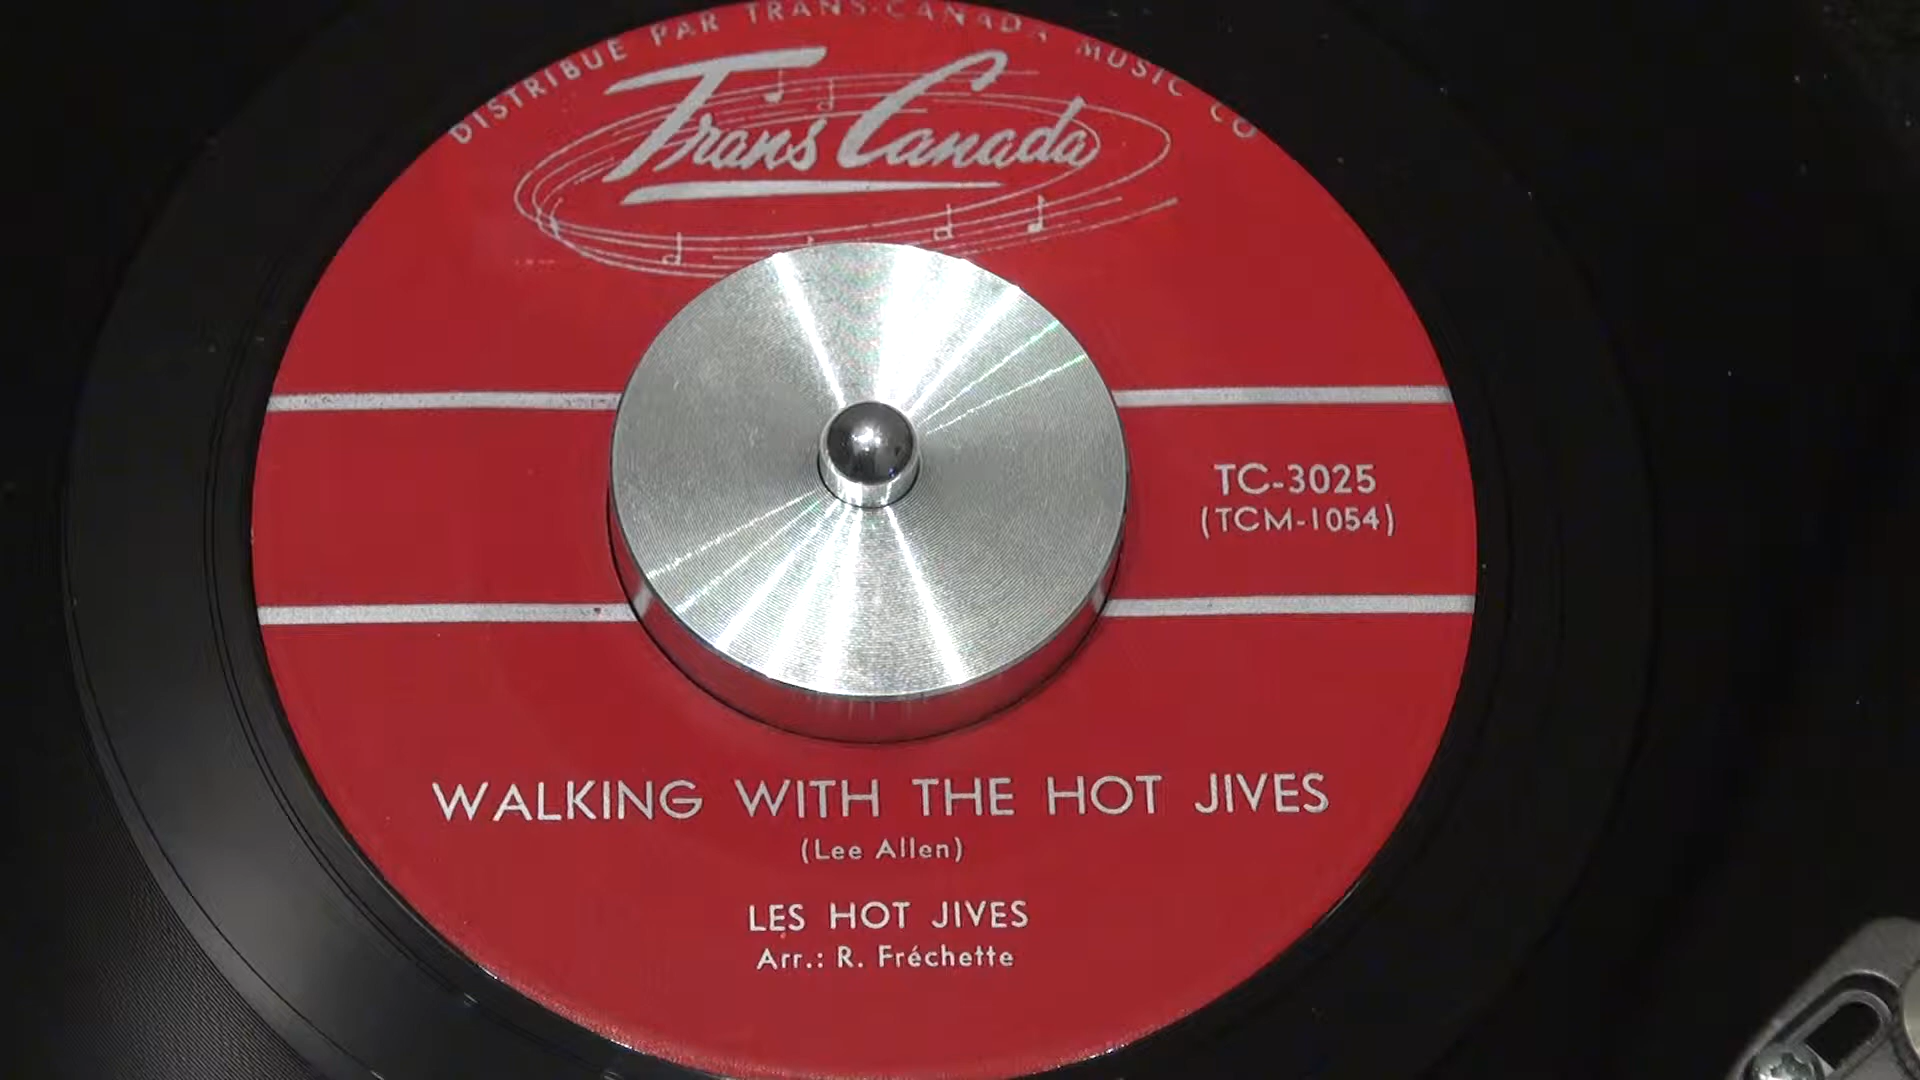 DISTRIBUE PAR TRANS-CANADA MUSIC CO
Trans Canada
TC-3025
(TCM-1054)
WALKING WITH THE HOT JIVES
(Lee Allen)
LES HOT JIVES
Arr.: R. Fréchette